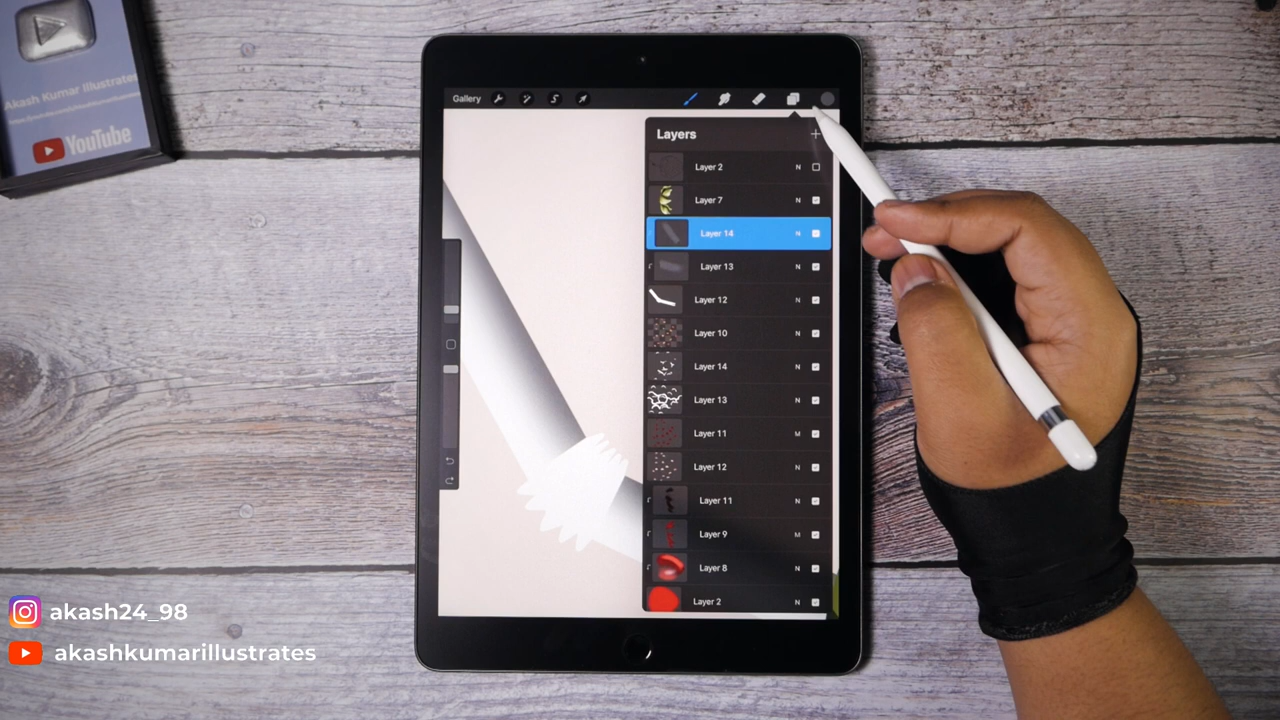 Akash Kumar Illustrates
YouTube
Gallery
Layers
Layer 2 N
Layer 7 N
Layer 14 N
Layer 13 N
Layer 12 N
Layer 10 N
Layer 14 N
Layer 13 N
Layer 11 M
Layer 12 N
Layer 11 N
Layer 9 M
Layer 8 N
Layer 2 N
akash24_98
akashkumarillustrates